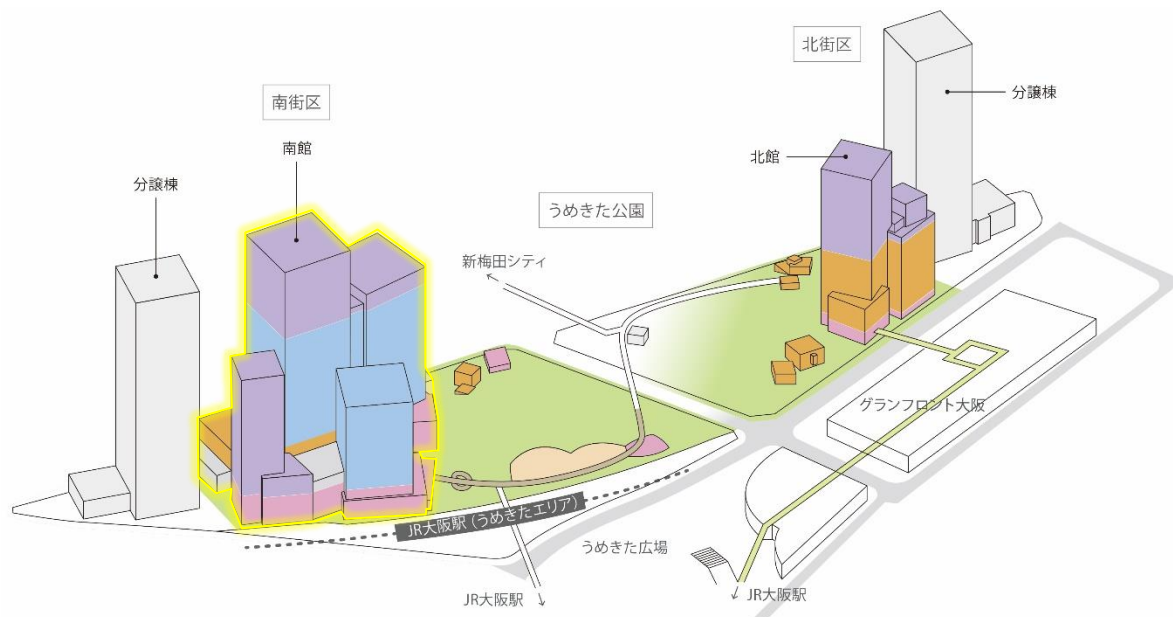 北街区
分譲棟
南街区
南館
北館
分譲棟
うめきた公園
新梅田シティ
グランフロント大阪
JR大阪駅(うめきたエリア)
うめきた広場
JR大阪駅
JR大阪駅